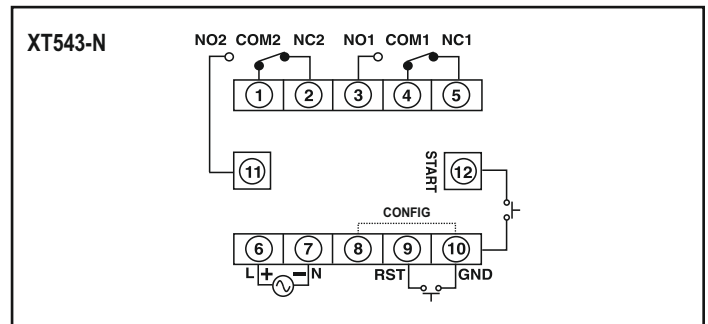 XT543-N
NO2 COM2 NC2 NO1 COM1 NC1
1 2 3 4 5
11 START 12
CONFIG
6 7 8 9 10
L + - N RST GND